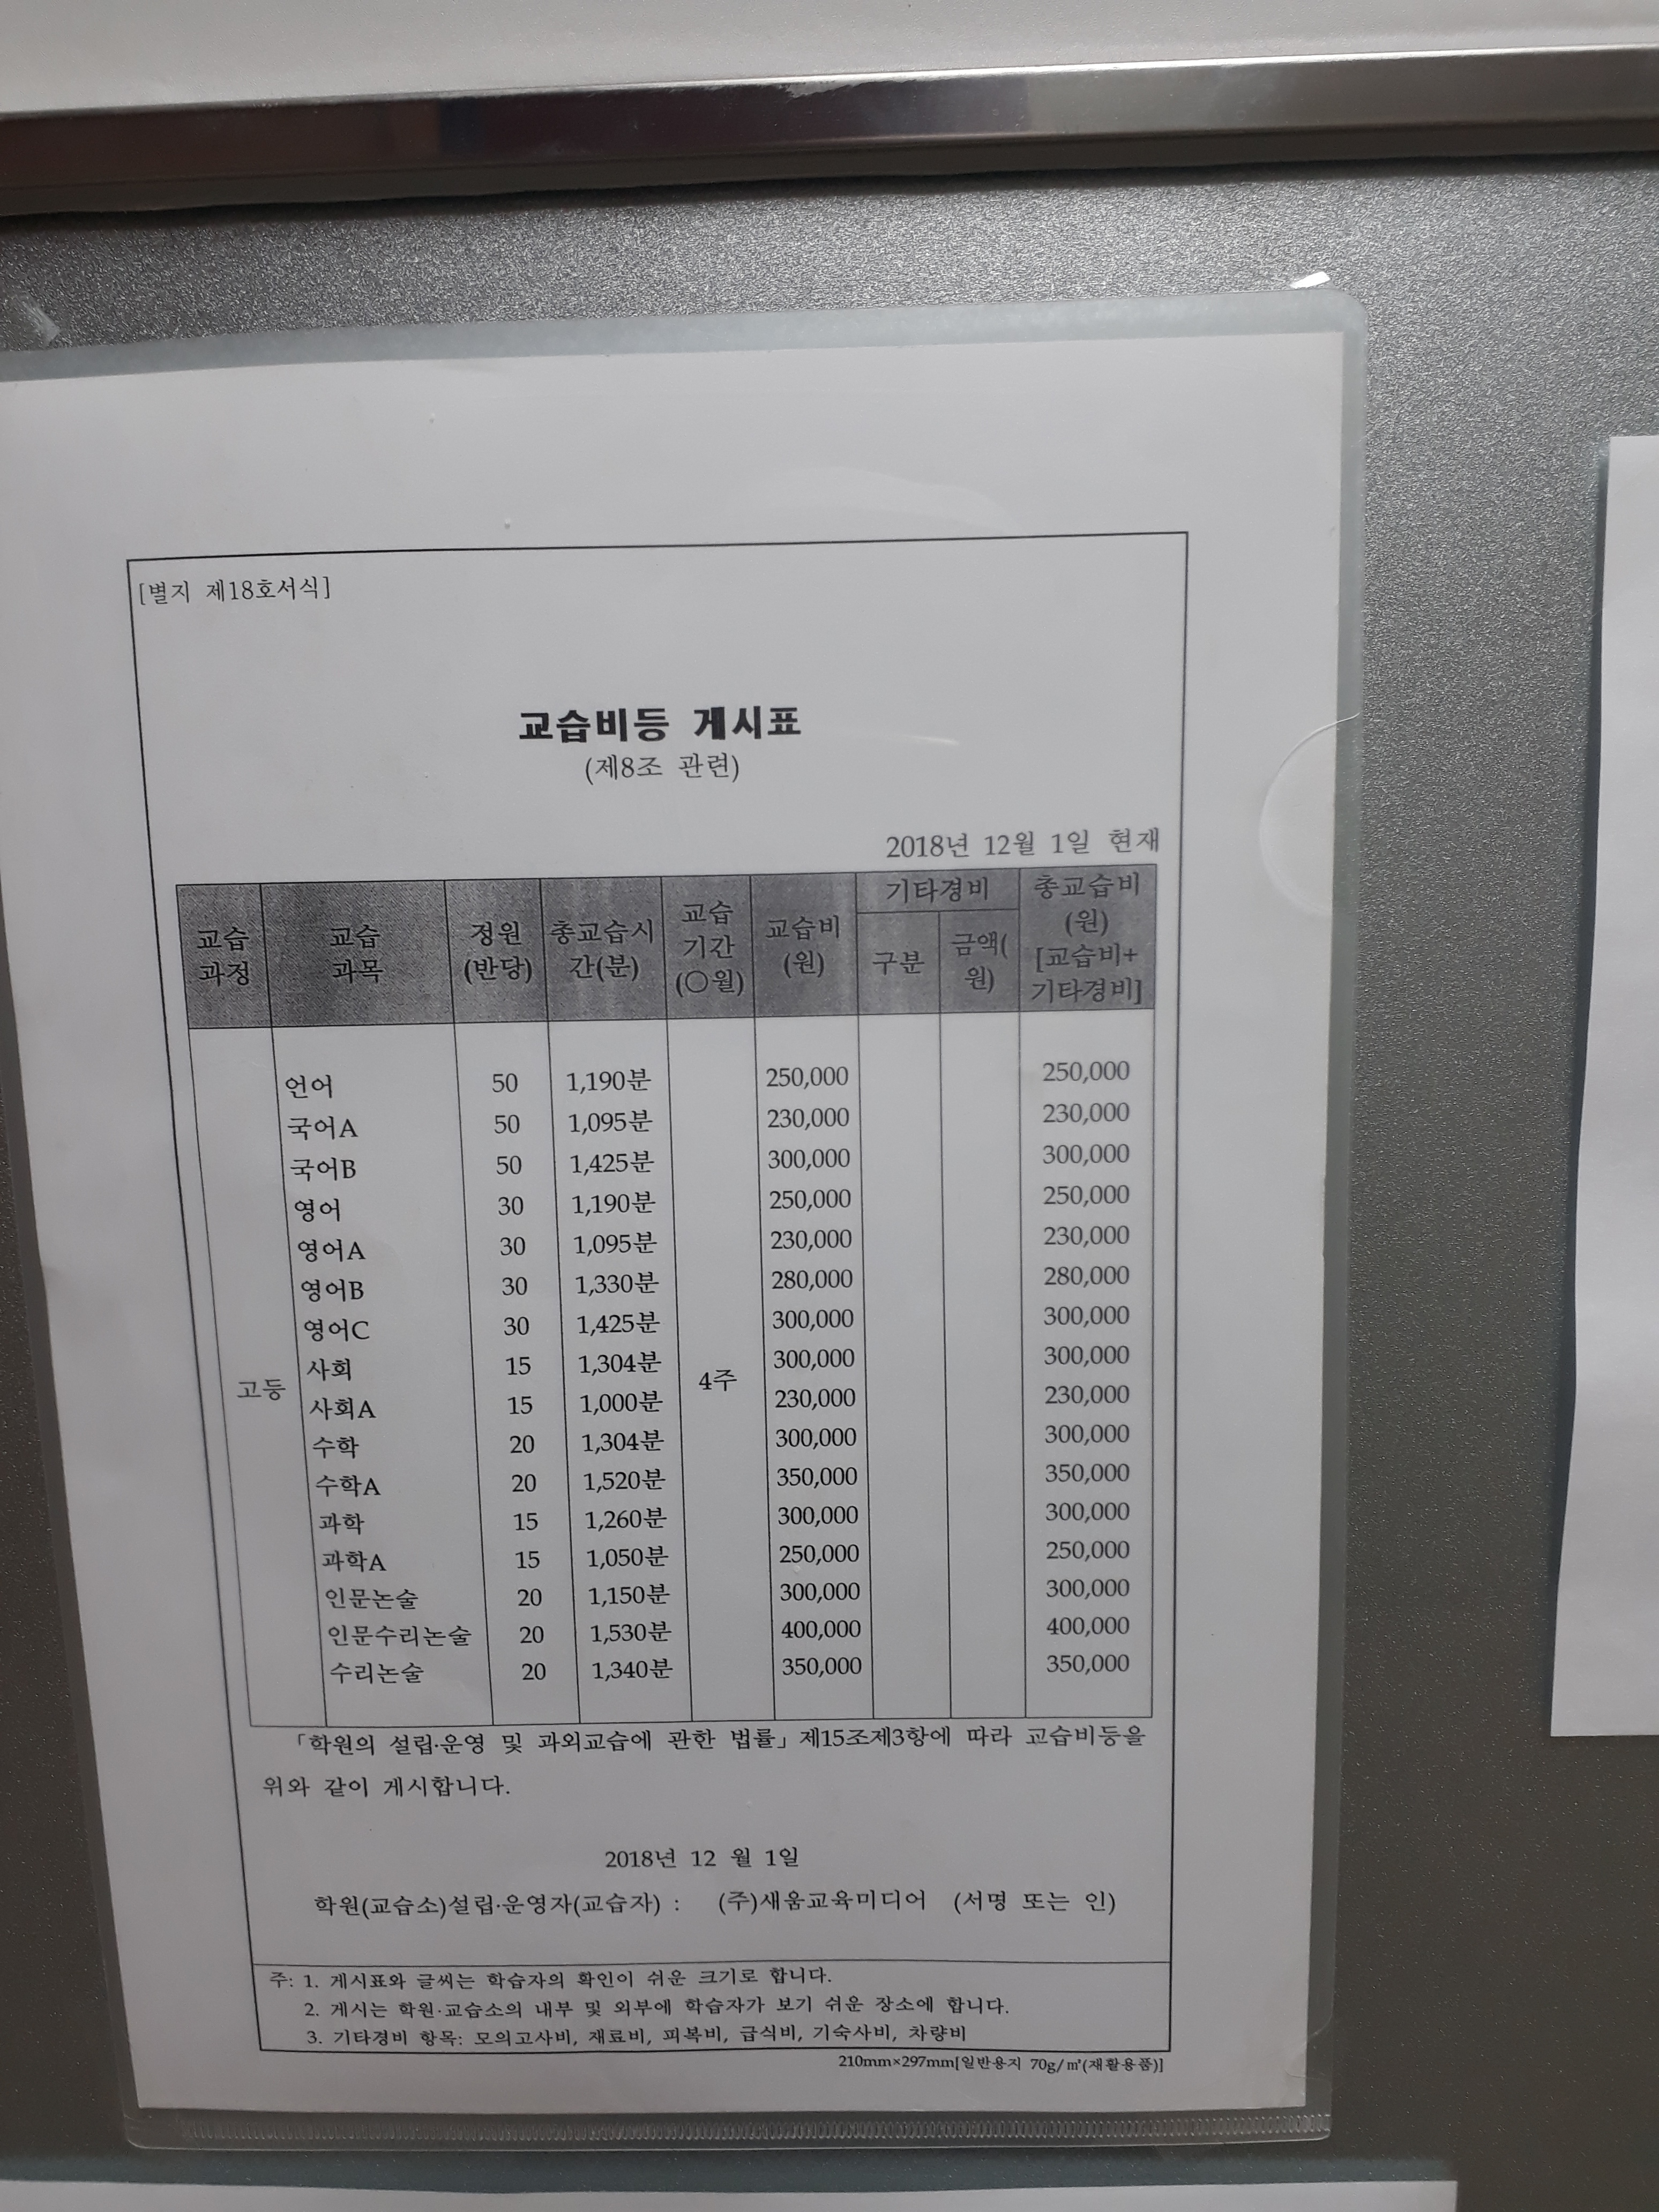 [별지 제18호서식]
교습비등 게시표
(제8조 관련)
2018년 12월 1일 현재
교습 과정 교습 과목 정원 (반당) 총교습시 간(분) 교습 기간 (○월) 교습비 (원) 기타경비 구분 금액( 원) 총교습비 (원) [교습비+ 기타경비]
고등 4주
언어 50 1,190분 250,000 250,000
국어A 50 1,095분 230,000 230,000
국어B 50 1,425분 300,000 300,000
영어 30 1,190분 250,000 250,000
영어A 30 1,095분 230,000 230,000
영어B 30 1,330분 280,000 280,000
영어C 30 1,425분 300,000 300,000
사회 15 1,304분 300,000 300,000
사회A 15 1,000분 230,000 230,000
수학 20 1,304분 300,000 300,000
수학A 20 1,520분 350,000 350,000
과학 15 1,260분 300,000 300,000
과학A 15 1,050분 250,000 250,000
인문논술 20 1,150분 300,000 300,000
인문수리논술 20 1,530분 400,000 400,000
수리논술 20 1,340분 350,000 350,000
「학원의 설립·운영 및 과외교습에 관한 법률」제15조제3항에 따라 교습비등을
위와 같이 게시합니다.
2018년 12 월 1일
학원(교습소)설립·운영자(교습자) : (주)새움교육미디어 (서명 또는 인)
주: 1. 게시표와 글씨는 학습자의 확인이 쉬운 크기로 합니다.
2. 게시는 학원·교습소의 내부 및 외부에 학습자가 보기 쉬운 장소에 합니다.
3. 기타경비 항목: 모의고사비, 재료비, 피복비, 급식비, 기숙사비, 차량비
210mm×297mm[일반용지 70g/㎡(재활용품)]